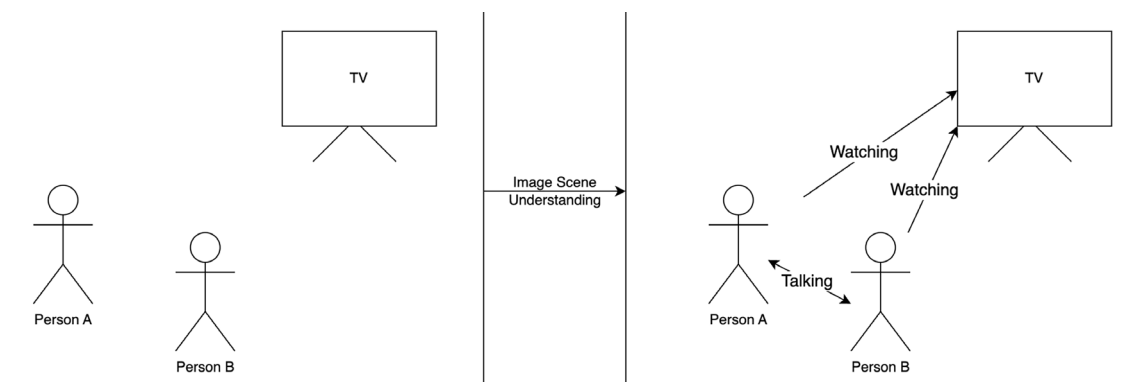 TV
Person A
Person B
Image Scene
Understanding
TV
Watching
Watching
Talking
Person A
Person B